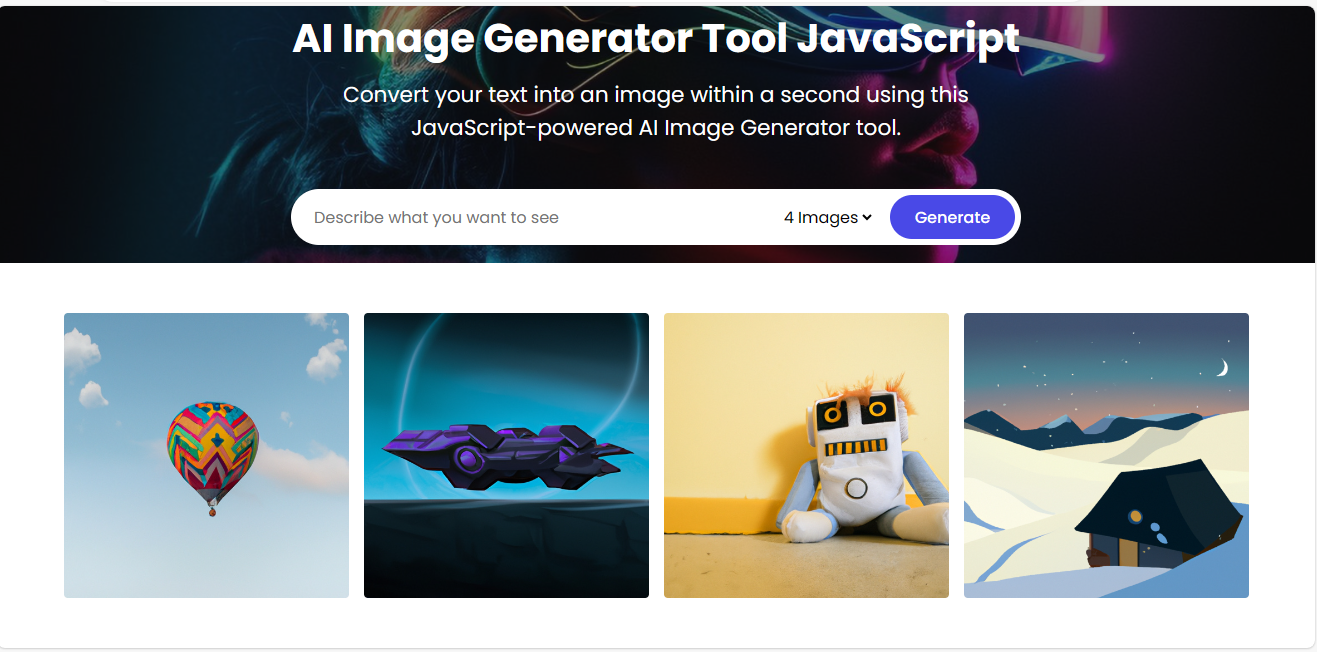 AI Image Generator Tool JavaScript
Convert your text into an image within a second using this
JavaScript-powered AI Image Generator tool.
Describe what you want to see 4 Images Generate